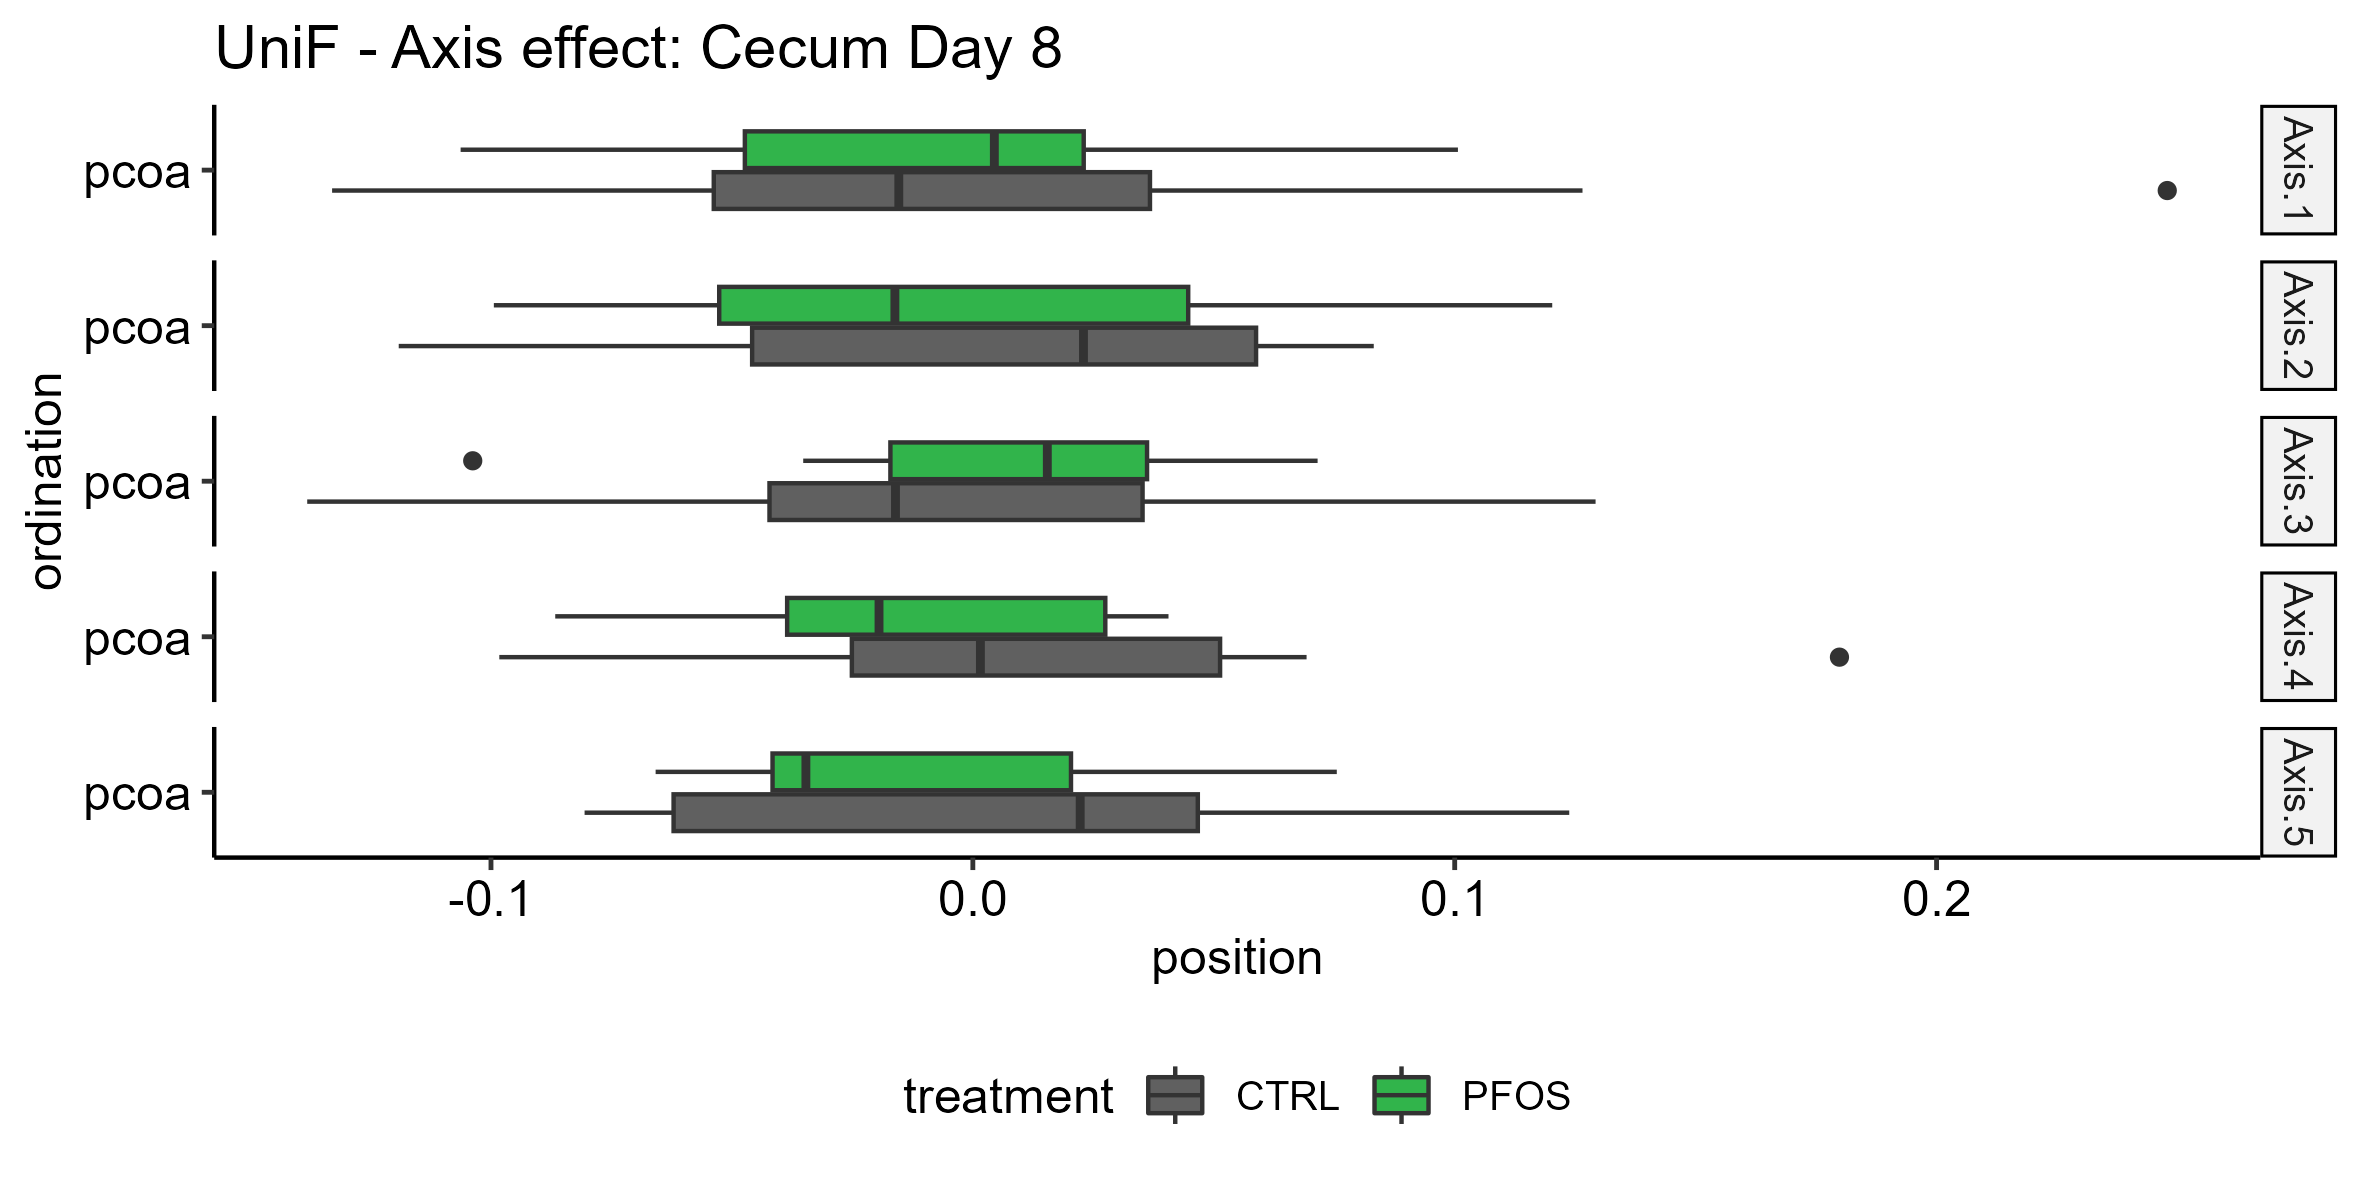 UniF - Axis effect: Cecum Day 8
ordination
pcoa
Axis.1
pcoa
Axis.2
pcoa
Axis.3
pcoa
Axis.4
pcoa
Axis.5
-0.1 0.0 0.1 0.2
position
treatment CTRL PFOS